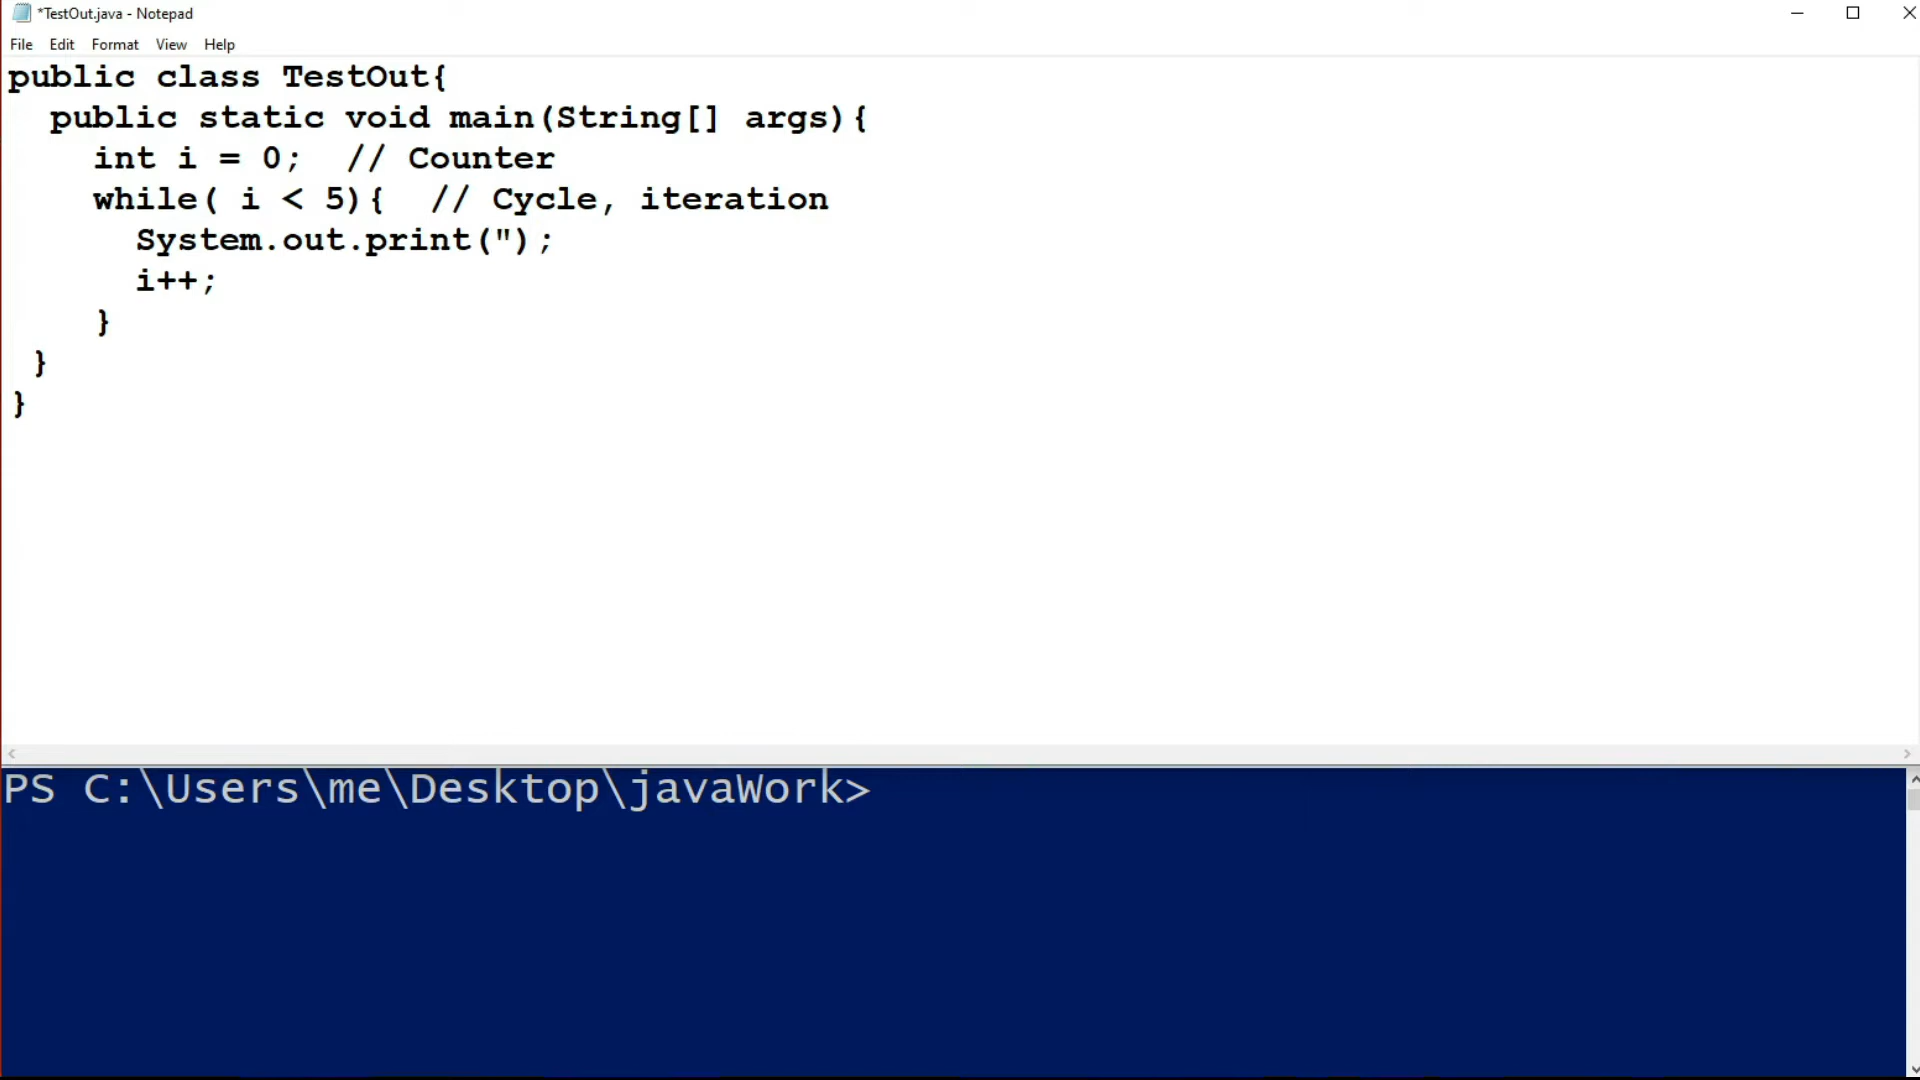 *TestOut.java - Notepad
File Edit Format View Help
public class TestOut{
  public static void main(String[] args){
    int i = 0;  // Counter
    while( i < 5){  // Cycle, iteration
      System.out.print(");
      i++;
    }
 }
}
PS C:\Users\me\Desktop\javaWork>